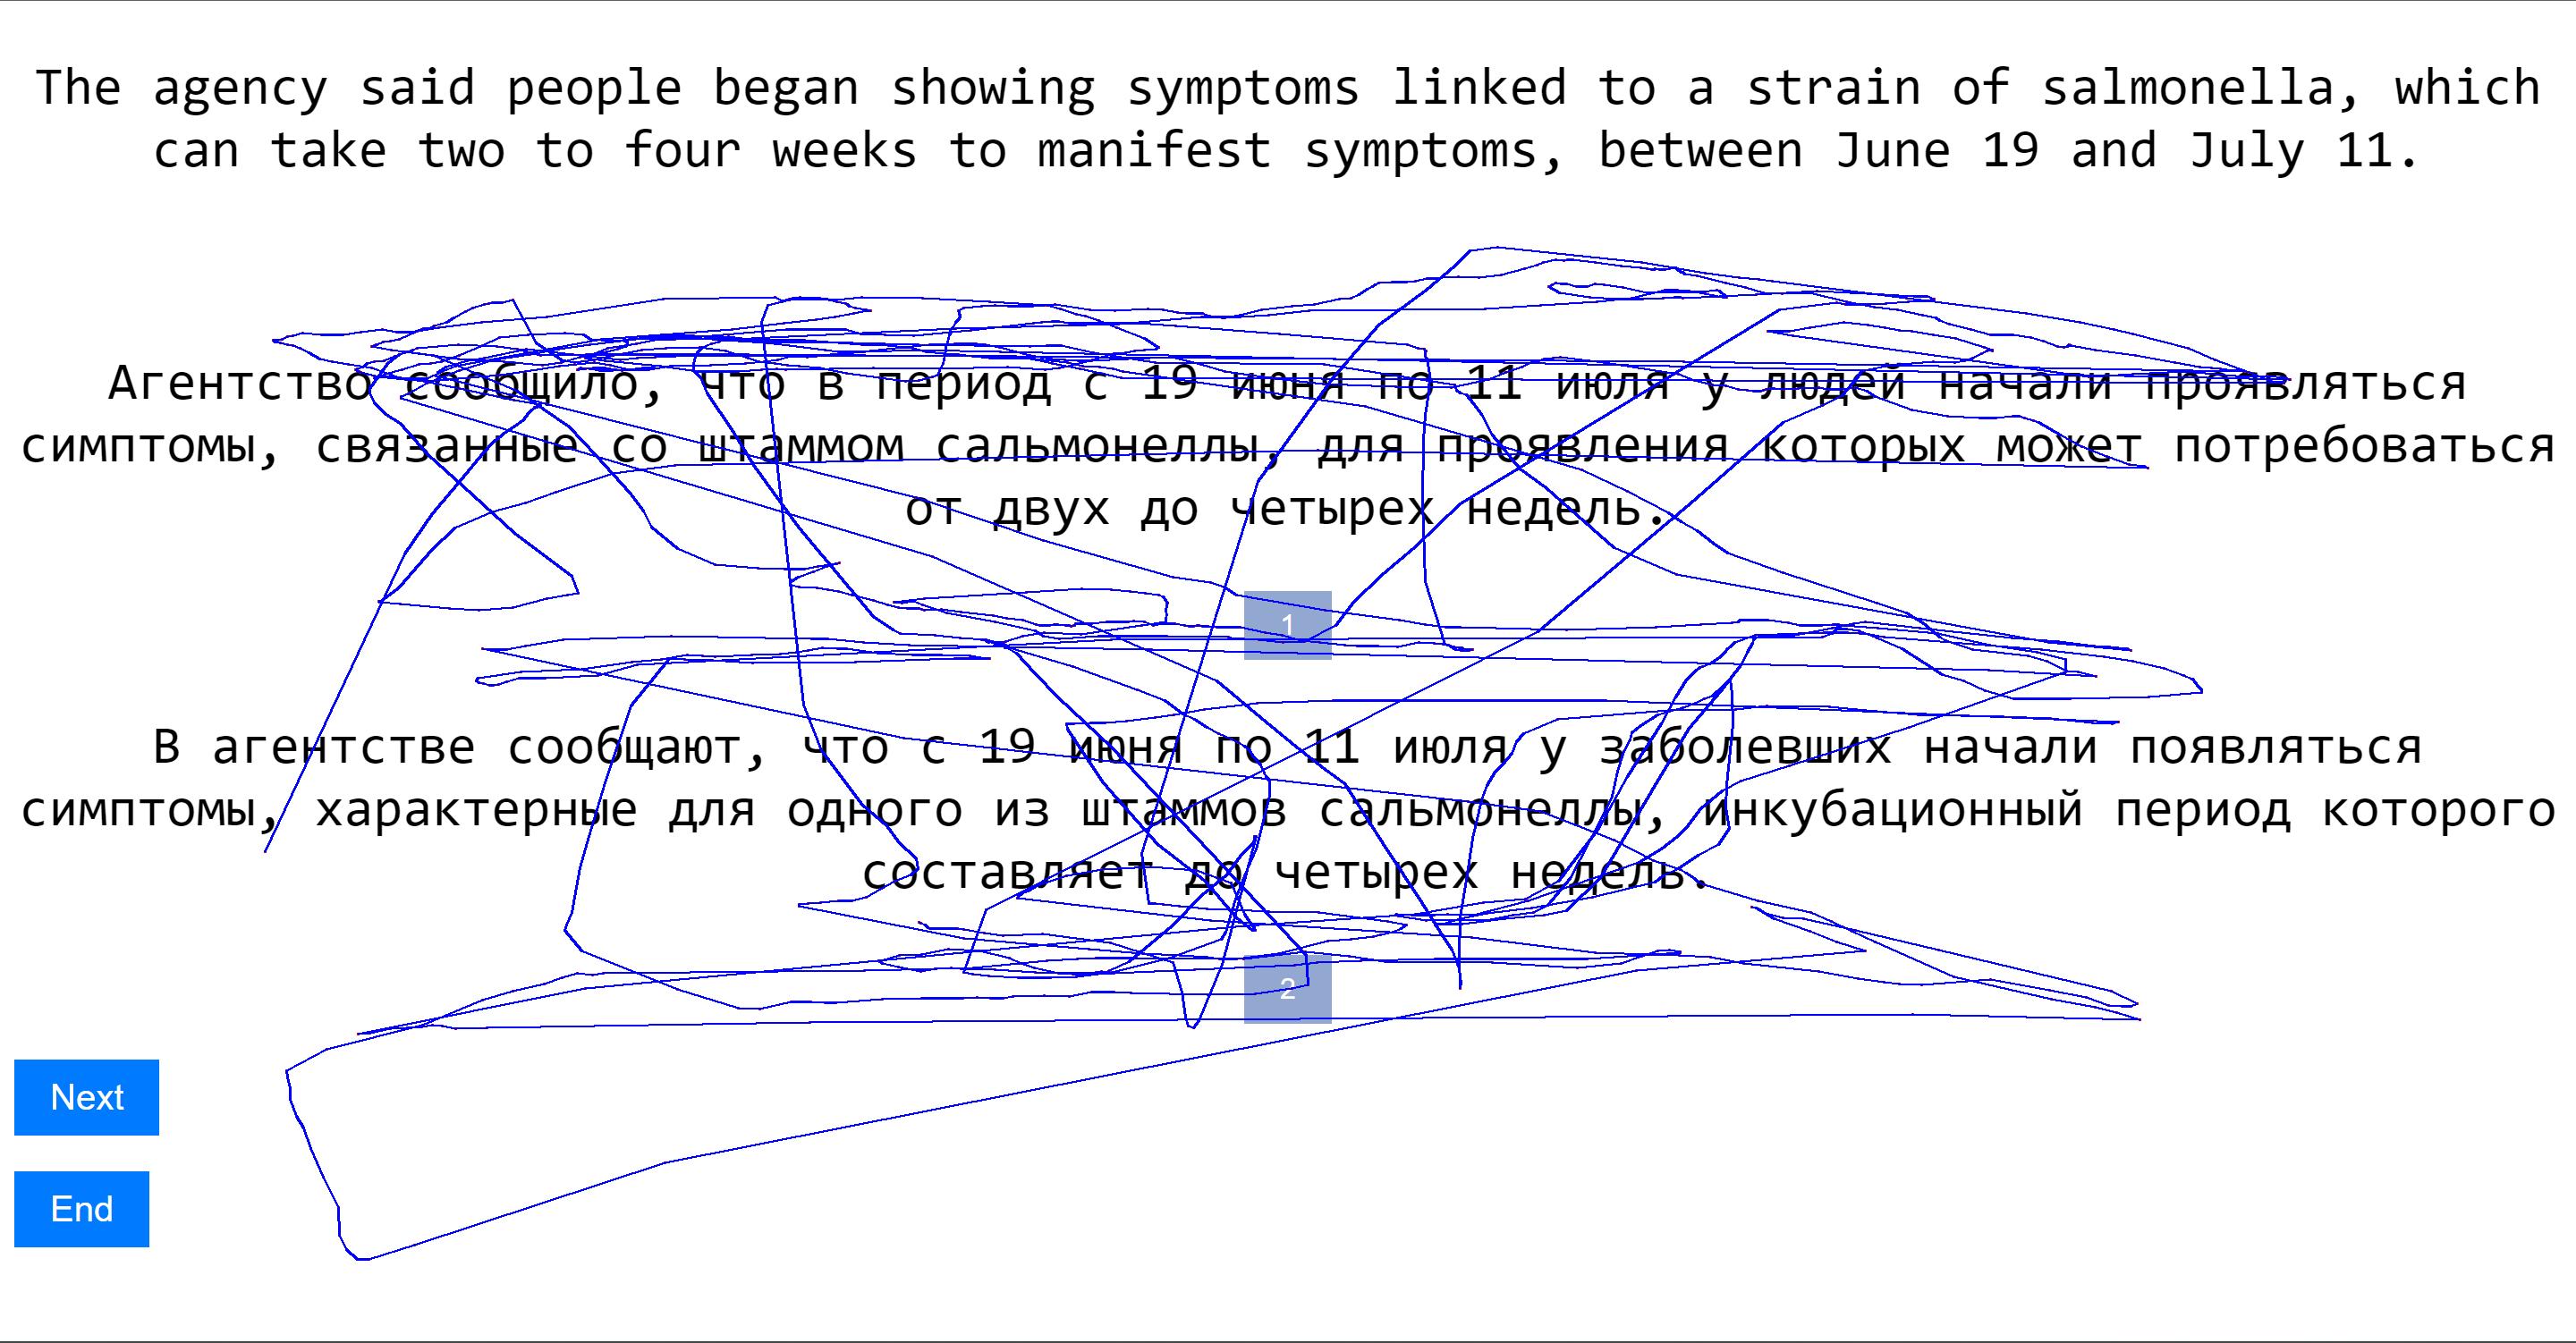 The agency said people began showing symptoms linked to a strain of salmonella, which
can take two to four weeks to manifest symptoms, between June 19 and July 11.
Агентство сообщило, что в период с 19 июня по 11 июля у людей начали проявляться
симптомы, связанные со штаммом сальмонеллы, для проявления которых может потребоваться
от двух до четырех недель.
1
В агентстве сообщают, что с 19 июня по 11 июля у заболевших начали появляться
симптомы, характерные для одного из штаммов сальмонеллы, инкубационный период которого
составляет до четырех недель.
2
Next
End